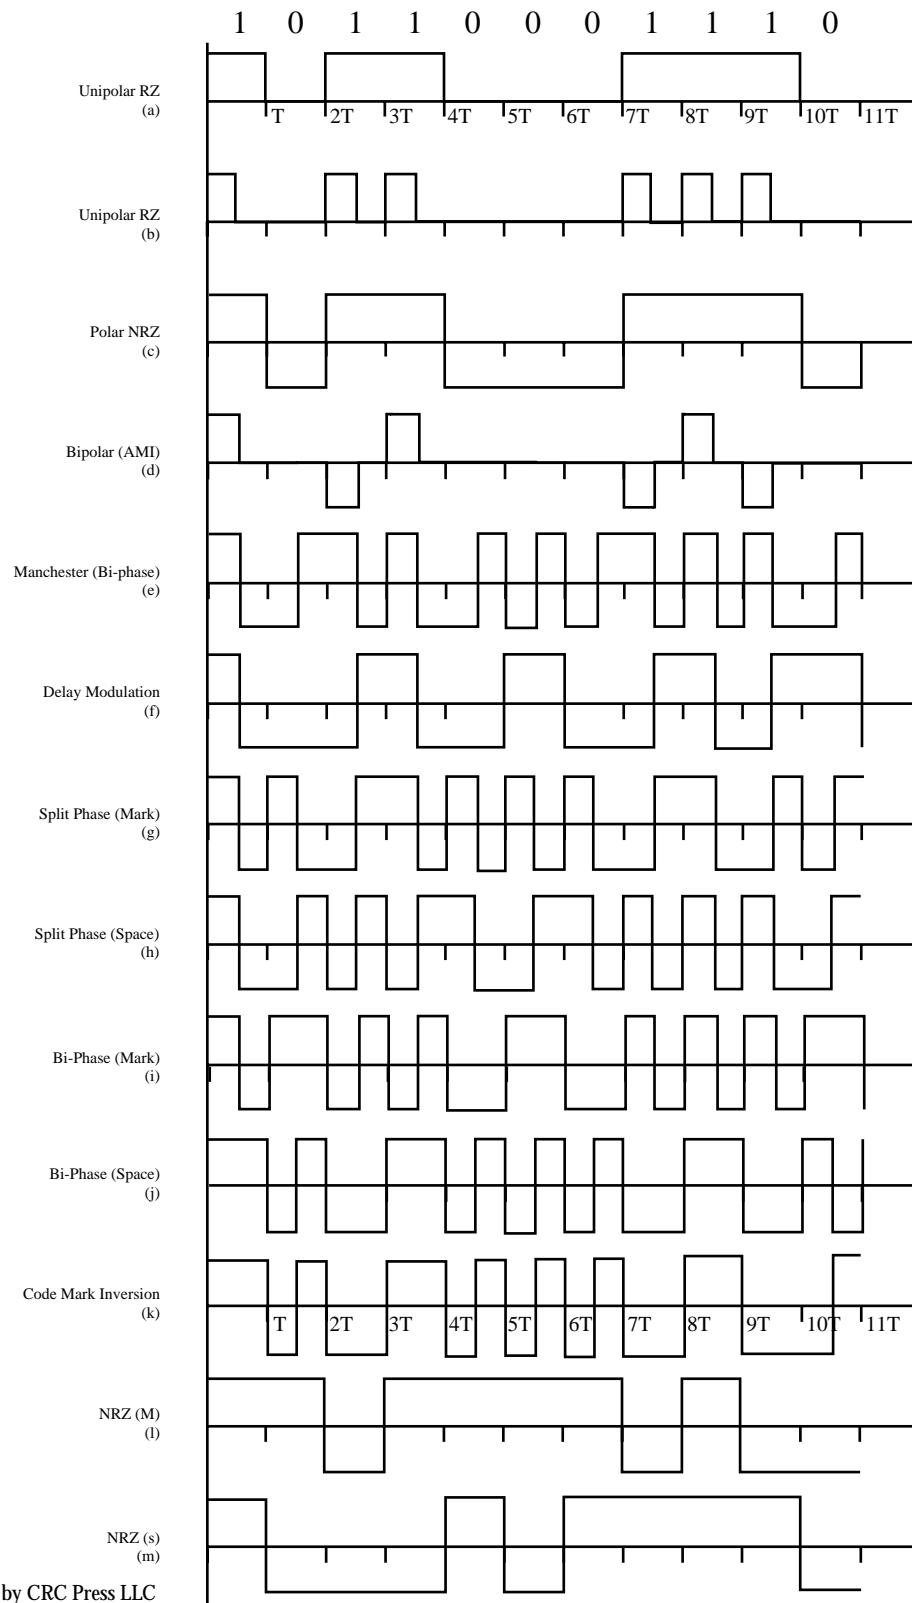 1 0 1 1 0 0 0 1 1 1 0
Unipolar RZ
(a)
T 2T 3T 4T 5T 6T 7T 8T 9T 10T 11T
Unipolar RZ
(b)
Polar NRZ
(c)
Bipolar (AMI)
(d)
Manchester (Bi-phase)
(e)
Delay Modulation
(f)
Split Phase (Mark)
(g)
Split Phase (Space)
(h)
Bi-Phase (Mark)
(i)
Bi-Phase (Space)
(j)
Code Mark Inversion
(k)
T 2T 3T 4T 5T 6T 7T 8T 9T 10T 11T
NRZ (M)
(l)
NRZ (s)
(m)
by CRC Press LLC